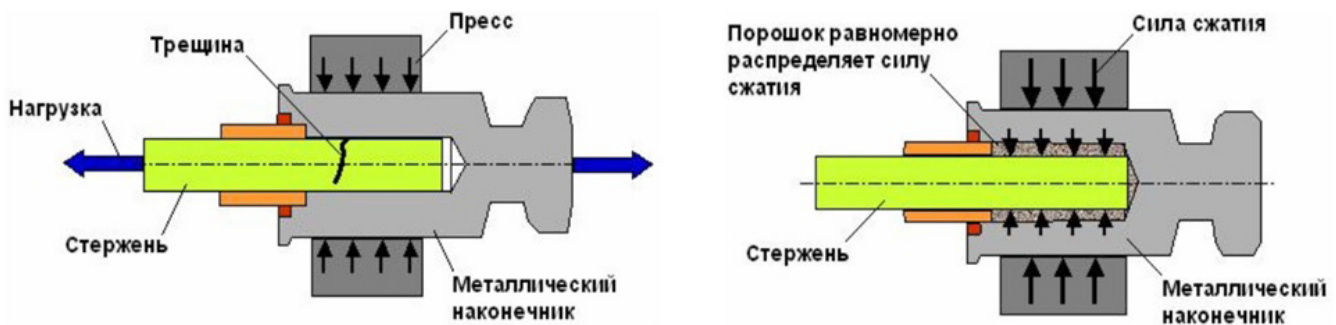 Пресс
Трещина
Нагрузка
Стержень
Металлический
наконечник
Сила сжатия
Порошок равномерно
распределяет силу
сжатия
Стержень
Металлический
наконечник